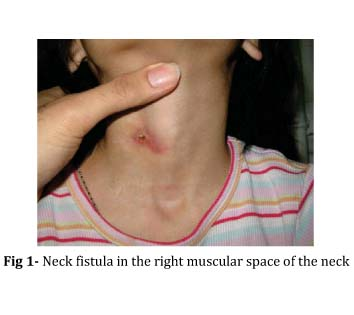 Fig 1- Neck fistula in the right muscular space of the neck